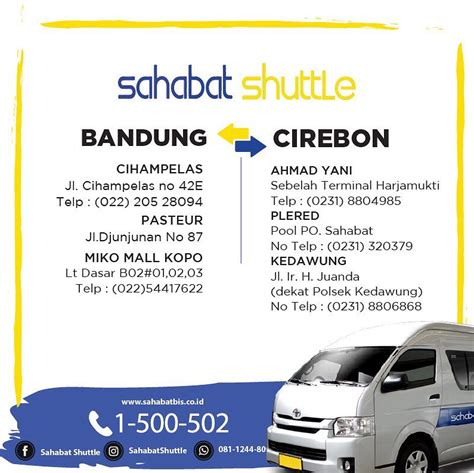 sahabat shuttle
BANDUNG
CIHAMPELAS
Jl. Cihampelas no 42E
Telp : (022) 205 28094
PASTEUR
Jl.Djunjunan No 87
MIKO MALL KOPO
Lt Dasar B02#01,02,03
Telp : (022)54417622
CIREBON
AHMAD YANI
Sebelah Terminal Harjamukti
Telp : (0231) 8804985
PLERED
Pool PO. Sahabat
No Telp : (0231) 320379
KEDAWUNG
Jl. Ir. H. Juanda
(dekat Polsek Kedawung)
No Telp : (0231) 8806868
www.sahabatbis.co.id
1-500-502
Sahabat Shuttle
SahabatShuttle
081-1244-80